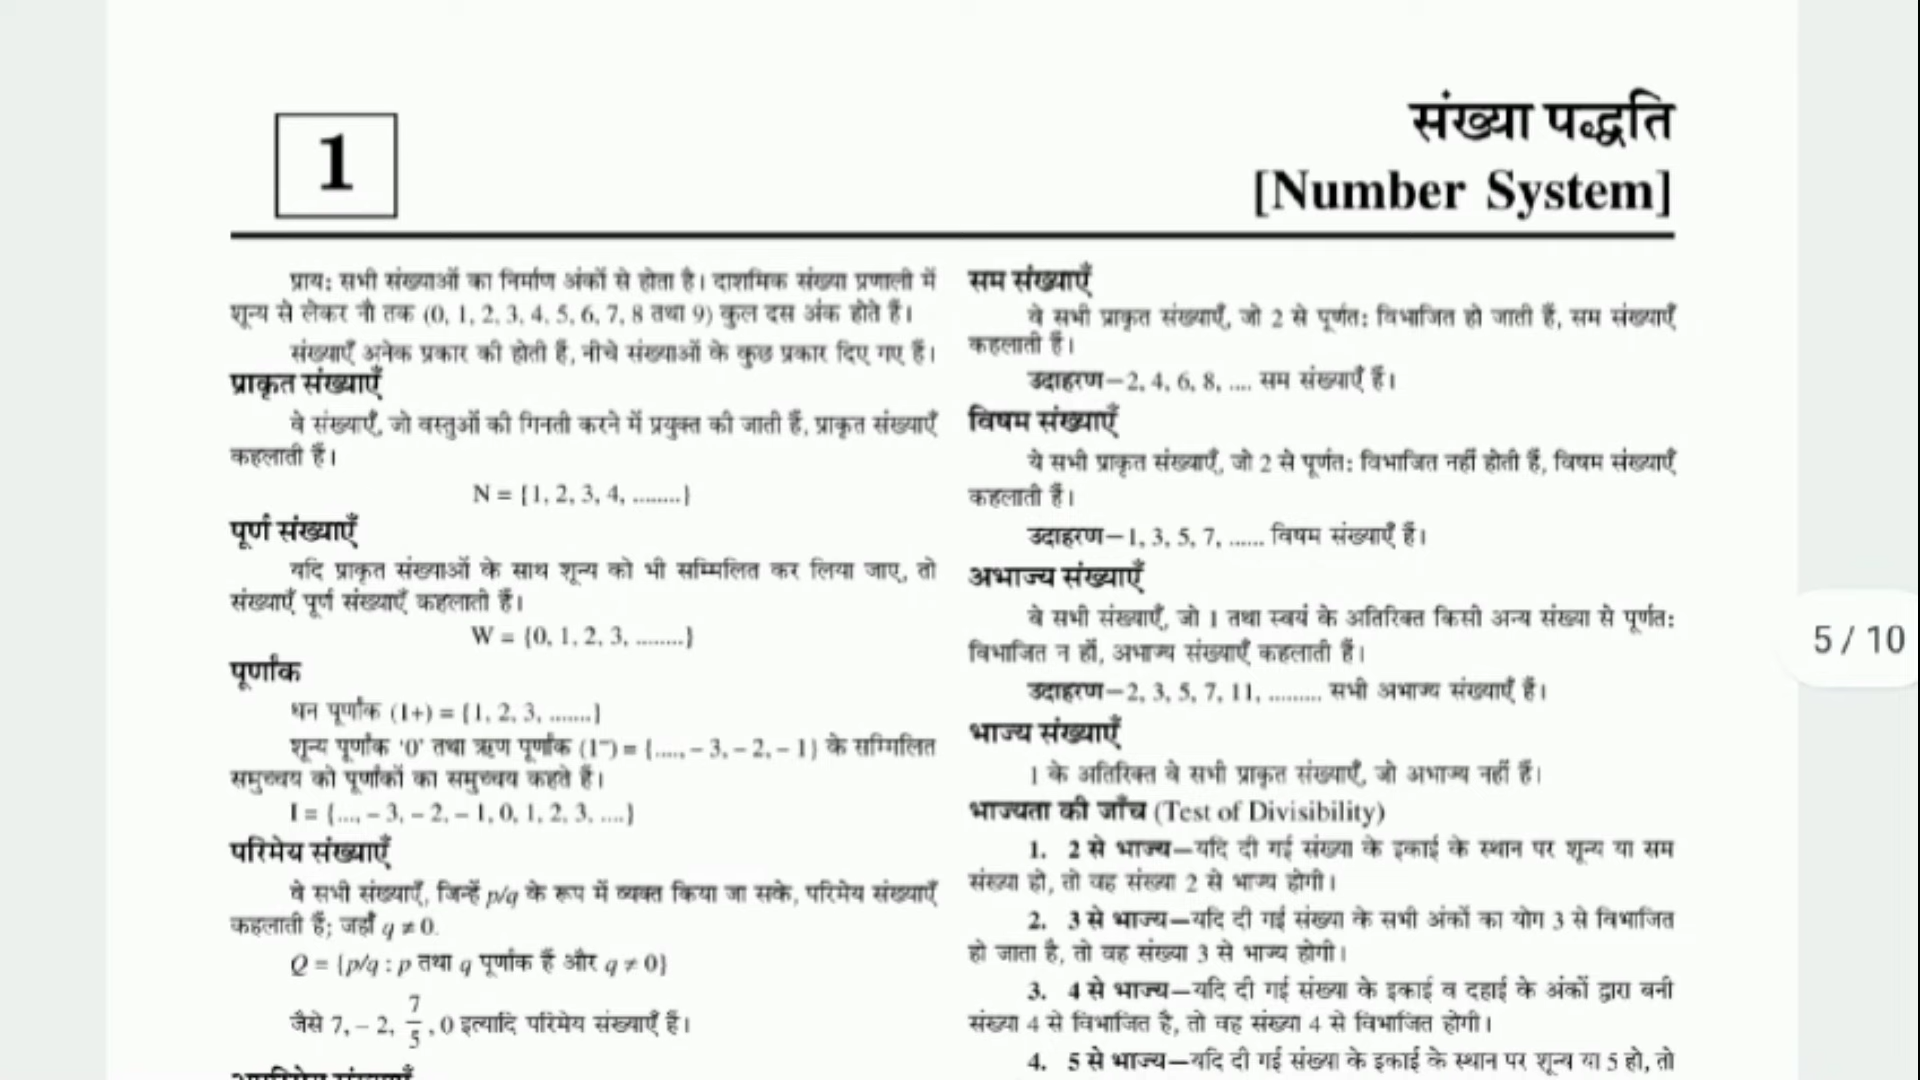 1
संख्या पद्धति
[Number System]
प्राय: सभी संख्याओं का निर्माण अंकों से होता है। दाशमिक संख्या प्रणाली में
शून्य से लेकर नौ तक (0, 1, 2, 3, 4, 5, 6, 7, 8 तथा 9) कुल दस अंक होते हैं।
संख्याएँ अनेक प्रकार की होती हैं, नीचे संख्याओं के कुछ प्रकार दिए गए हैं।
प्राकृत संख्याएँ
वे संख्याएँ, जो वस्तुओं की गिनती करने में प्रयुक्त की जाती हैं, प्राकृत संख्याएँ
कहलाती हैं।
N = {1, 2, 3, 4, ........}
पूर्ण संख्याएँ
यदि प्राकृत संख्याओं के साथ शून्य को भी सम्मिलित कर लिया जाए, तो
संख्याएँ पूर्ण संख्याएँ कहलाती हैं।
W = {0, 1, 2, 3, ........}
पूर्णांक
धन पूर्णांक (I+) = {1, 2, 3, .......}
शून्य पूर्णांक '0' तथा ऋण पूर्णांक (I⁻) = {...., – 3, – 2, – 1} के सम्मिलित
समुच्चय को पूर्णांकों का समुच्चय कहते हैं।
I = {..., – 3, – 2, – 1, 0, 1, 2, 3, ....}
परिमेय संख्याएँ
वे सभी संख्याएँ, जिन्हें p/q के रूप में व्यक्त किया जा सके, परिमेय संख्याएँ
कहलाती हैं; जहाँ q ≠ 0.
Q = {p/q : p तथा q पूर्णांक हैं और q ≠ 0}
जैसे 7, – 2, 7/5, 0 इत्यादि परिमेय संख्याएँ हैं।
अपरिमेय संख्याएँ
सम संख्याएँ
वे सभी प्राकृत संख्याएँ, जो 2 से पूर्णत: विभाजित हो जाती हैं, सम संख्याएँ
कहलाती हैं।
उदाहरण–2, 4, 6, 8, .... सम संख्याएँ हैं।
विषम संख्याएँ
ये सभी प्राकृत संख्याएँ, जो 2 से पूर्णत: विभाजित नहीं होती हैं, विषम संख्याएँ
कहलाती हैं।
उदाहरण–1, 3, 5, 7, ...... विषम संख्याएँ हैं।
अभाज्य संख्याएँ
वे सभी संख्याएँ, जो 1 तथा स्वयं के अतिरिक्त किसी अन्य संख्या से पूर्णत:
विभाजित न हों, अभाज्य संख्याएँ कहलाती हैं।
उदाहरण–2, 3, 5, 7, 11, ......... सभी अभाज्य संख्याएँ हैं।
भाज्य संख्याएँ
1 के अतिरिक्त वे सभी प्राकृत संख्याएँ, जो अभाज्य नहीं हैं।
भाज्यता की जाँच (Test of Divisibility)
1. 2 से भाज्य–यदि दी गई संख्या के इकाई के स्थान पर शून्य या सम
संख्या हो, तो वह संख्या 2 से भाज्य होगी।
2. 3 से भाज्य–यदि दी गई संख्या के सभी अंकों का योग 3 से विभाजित
हो जाता है, तो वह संख्या 3 से भाज्य होगी।
3. 4 से भाज्य–यदि दी गई संख्या के इकाई व दहाई के अंकों द्वारा बनी
संख्या 4 से विभाजित है, तो वह संख्या 4 से विभाजित होगी।
4. 5 से भाज्य–यदि दी गई संख्या के इकाई के स्थान पर शून्य या 5 हो, तो
5 / 10